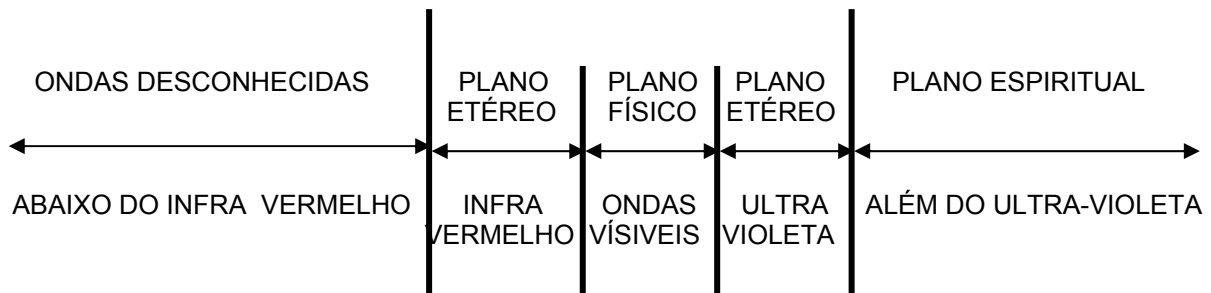 ONDAS DESCONHECIDAS
PLANO
ETÉREO
PLANO
FÍSICO
PLANO
ETÉREO
PLANO ESPIRITUAL
ABAIXO DO INFRA  VERMELHO
INFRA
VERMELHO
ONDAS
VÍSIVEIS
ULTRA
VIOLETA
ALÉM DO ULTRA-VIOLETA